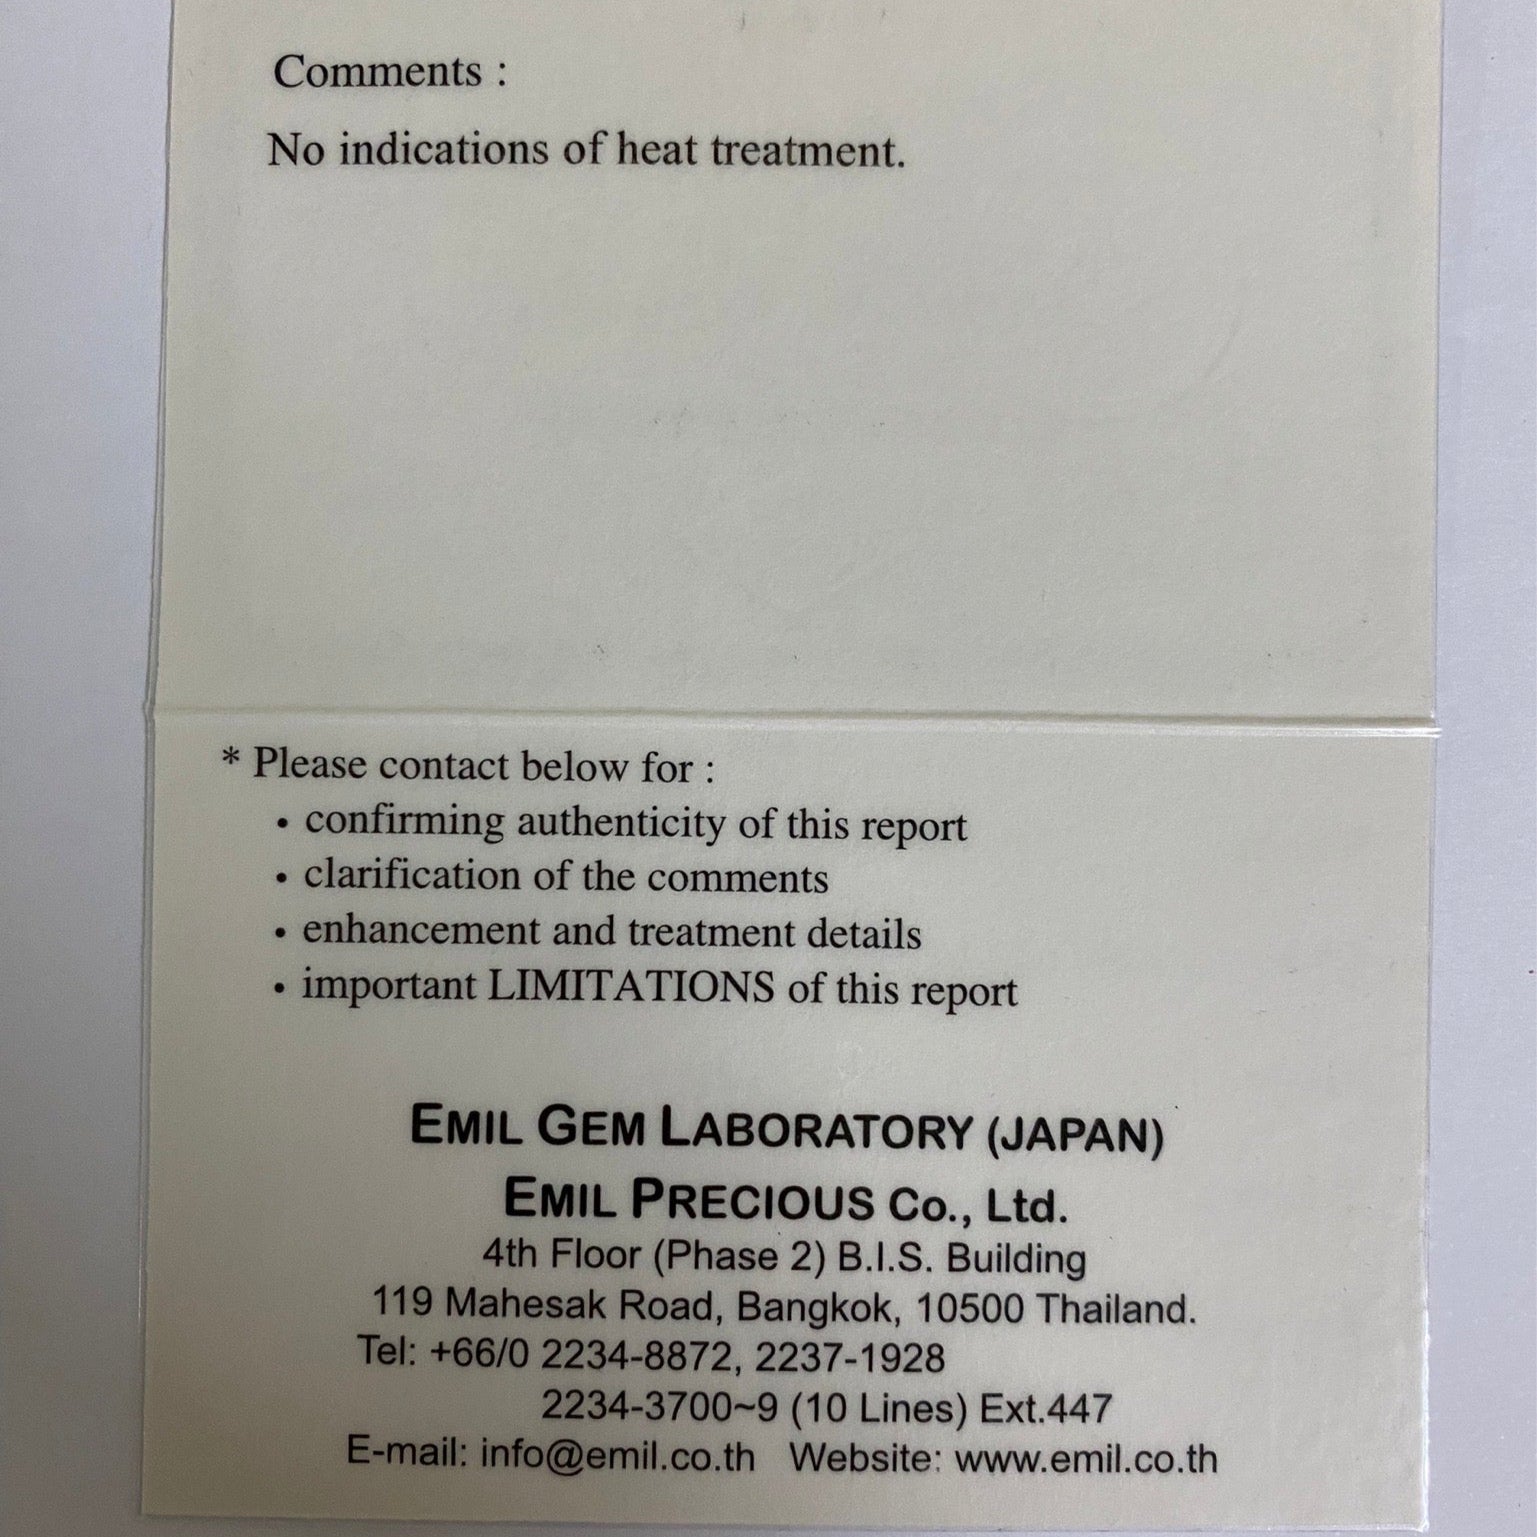 Comments :
No indications of heat treatment.
* Please contact below for :
• confirming authenticity of this report
• clarification of the comments
• enhancement and treatment details
• important LIMITATIONS of this report
EMIL GEM LABORATORY (JAPAN)
EMIL PRECIOUS Co., Ltd.
4th Floor (Phase 2) B.I.S. Building
119 Mahesak Road, Bangkok, 10500 Thailand.
Tel: +66/0 2234-8872, 2237-1928
2234-3700~9 (10 Lines) Ext.447
E-mail: info@emil.co.th Website: www.emil.co.th